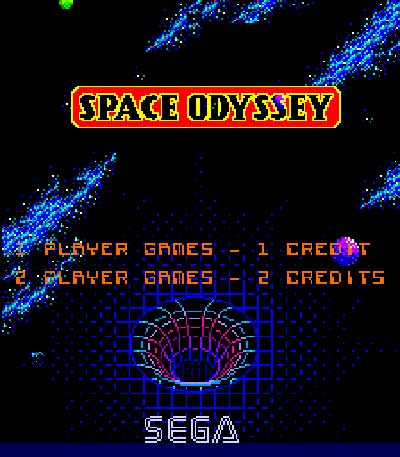 SPACE ODYSSEY
1 PLAYER GAMES - 1 CREDIT
2 PLAYER GAMES - 2 CREDITS
SEGA